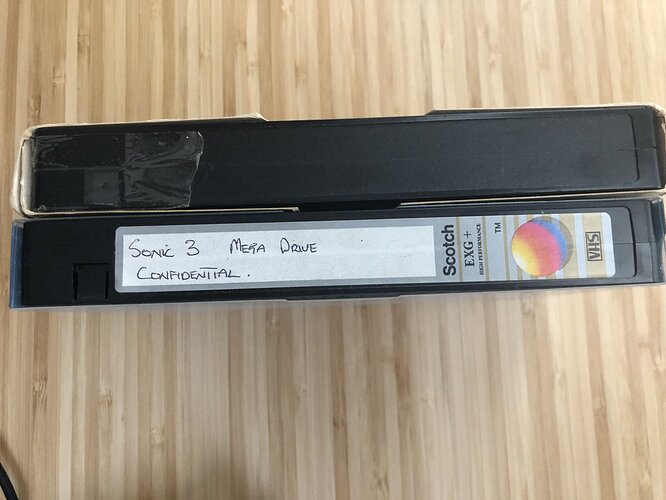 SONIC 3 MEGA DRIVE
CONFIDENTIAL.
Scotch
EXG+
HIGH PERFORMANCE
TM
VHS